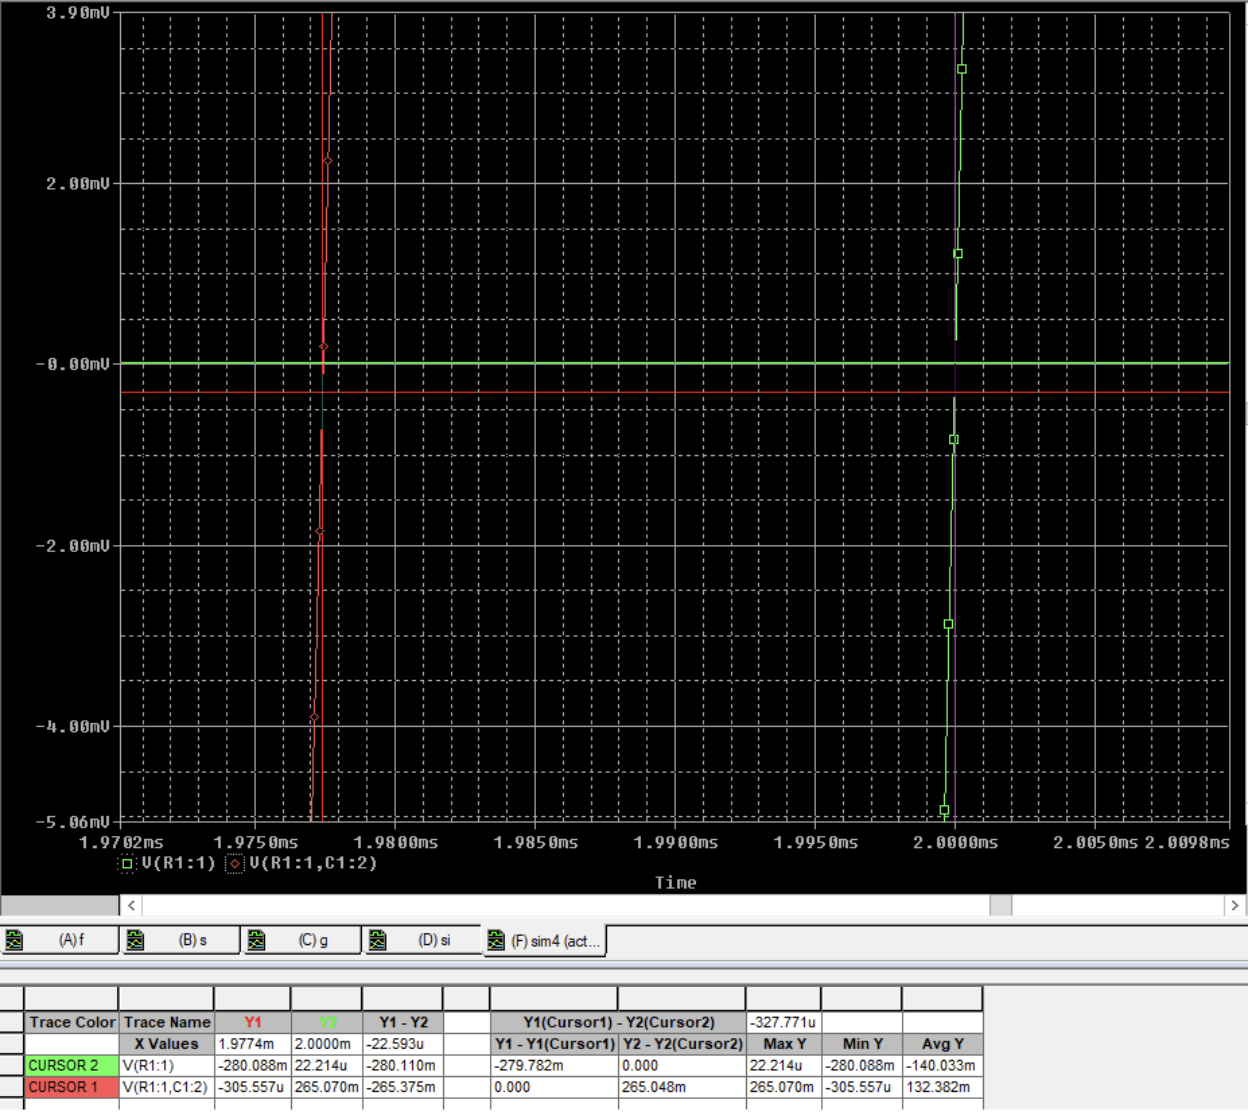 3.90mV
2.00mV
-0.00mV
-2.00mV
-4.00mV
-5.06mV
1.9702ms 1.9750ms 1.9800ms 1.9850ms 1.9900ms 1.9950ms 2.0000ms 2.0050ms 2.0098ms
V(R1:1) V(R1:1,C1:2)
Time
(A) f (B) s (C) g (D) si (F) sim4 (act...
Trace Color Trace Name Y1 Y2 Y1 - Y2 Y1(Cursor1) - Y2(Cursor2) -327.771u
X Values 1.9774m 2.0000m -22.593u Y1 - Y1(Cursor1) Y2 - Y2(Cursor2) Max Y Min Y Avg Y
CURSOR 2 V(R1:1) -280.088m 22.214u -280.110m -279.782m 0.000 22.214u -280.088m -140.033m
CURSOR 1 V(R1:1,C1:2) -305.557u 265.070m -265.375m 0.000 265.048m 265.070m -305.557u 132.382m